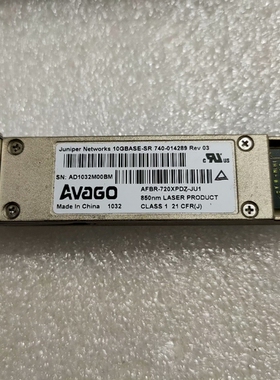 Juniper Networks 10GBASE-SR 740-014289 Rev 03
SN: AD1032M00BM
AVAGO
AFBR-720XPDZ-JU1
850nm LASER PRODUCT
Made In China 1032
CLASS 1 21 CFR(J)